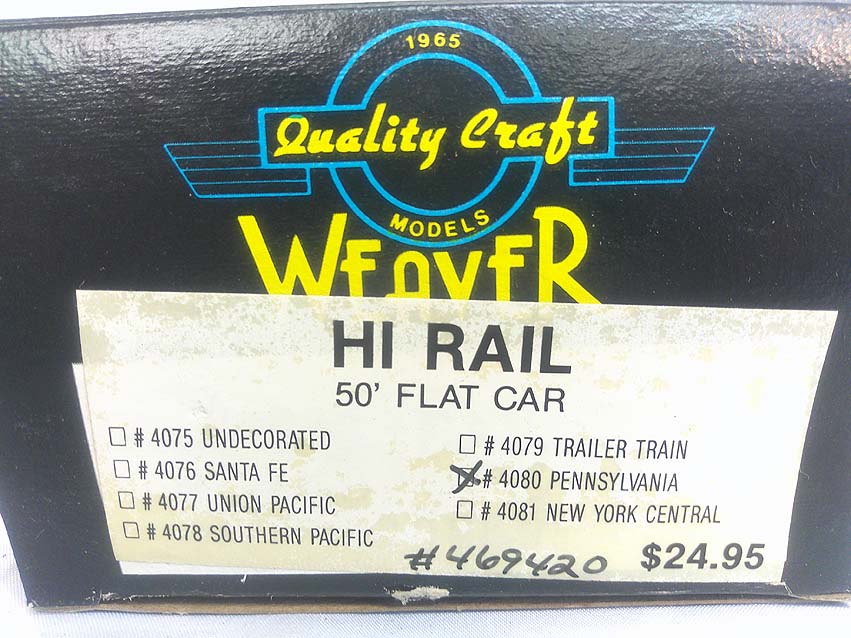 1965
Quality Craft
MODELS
WEAVER
HI RAIL
50' FLAT CAR
# 4075 UNDECORATED
# 4076 SANTA FE
# 4077 UNION PACIFIC
# 4078 SOUTHERN PACIFIC
# 4079 TRAILER TRAIN
# 4080 PENNSYLVANIA
# 4081 NEW YORK CENTRAL
#469420
$24.95